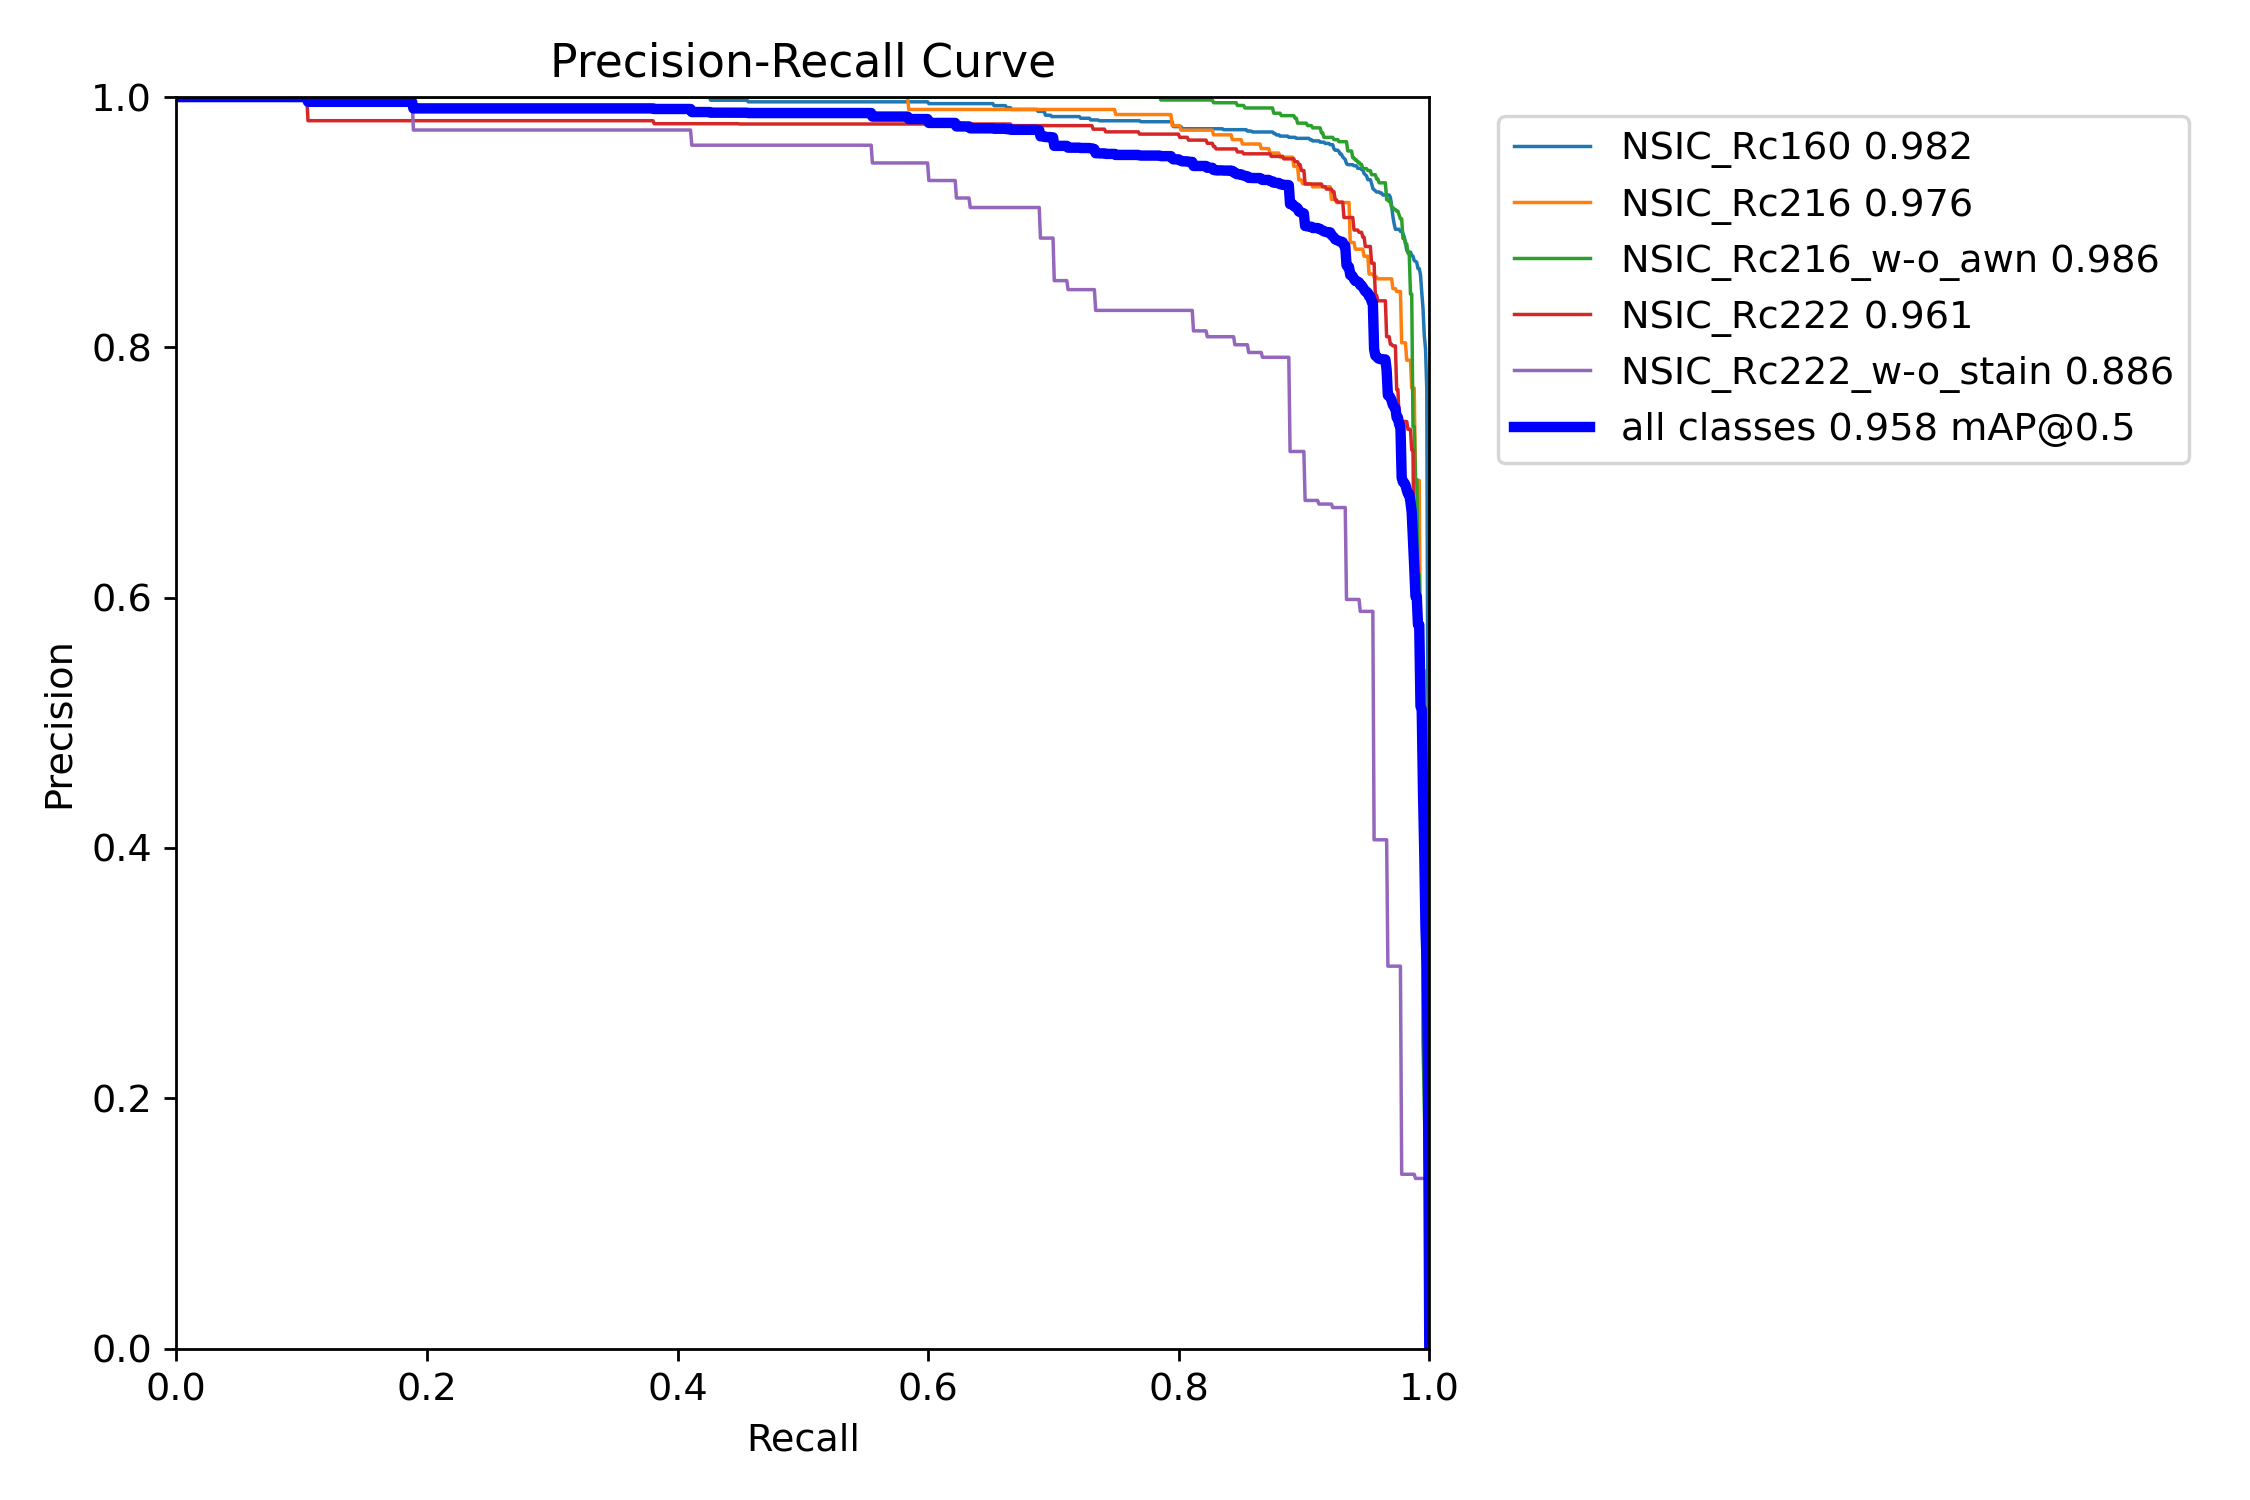 Precision-Recall Curve
1.0
0.8
0.6
0.4
0.2
0.0
Precision
0.0 0.2 0.4 0.6 0.8 1.0
Recall
NSIC_Rc160 0.982
NSIC_Rc216 0.976
NSIC_Rc216_w-o_awn 0.986
NSIC_Rc222 0.961
NSIC_Rc222_w-o_stain 0.886
all classes 0.958 mAP@0.5